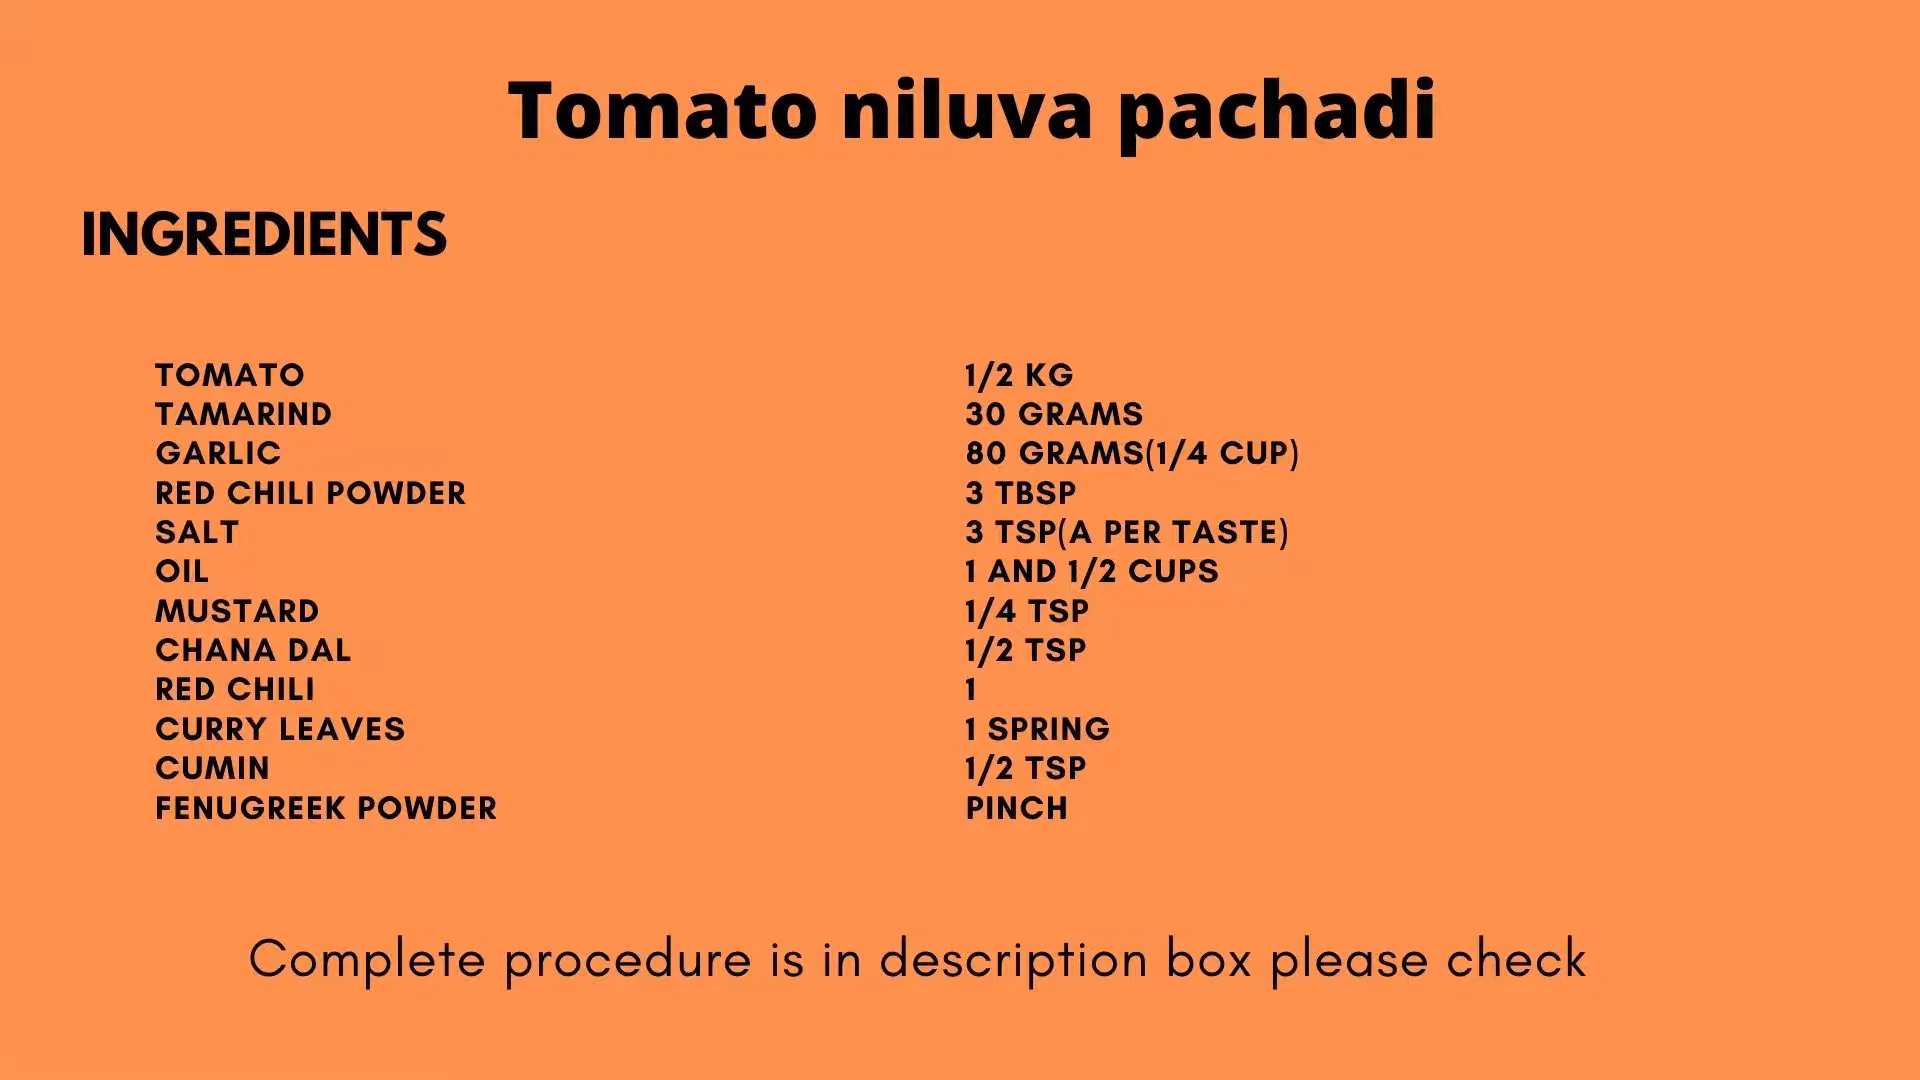 Tomato niluva pachadi
INGREDIENTS
TOMATO 1/2 KG
TAMARIND 30 GRAMS
GARLIC 80 GRAMS(1/4 CUP)
RED CHILI POWDER 3 TBSP
SALT 3 TSP(A PER TASTE)
OIL 1 AND 1/2 CUPS
MUSTARD 1/4 TSP
CHANA DAL 1/2 TSP
RED CHILI 1
CURRY LEAVES 1 SPRING
CUMIN 1/2 TSP
FENUGREEK POWDER PINCH
Complete procedure is in description box please check